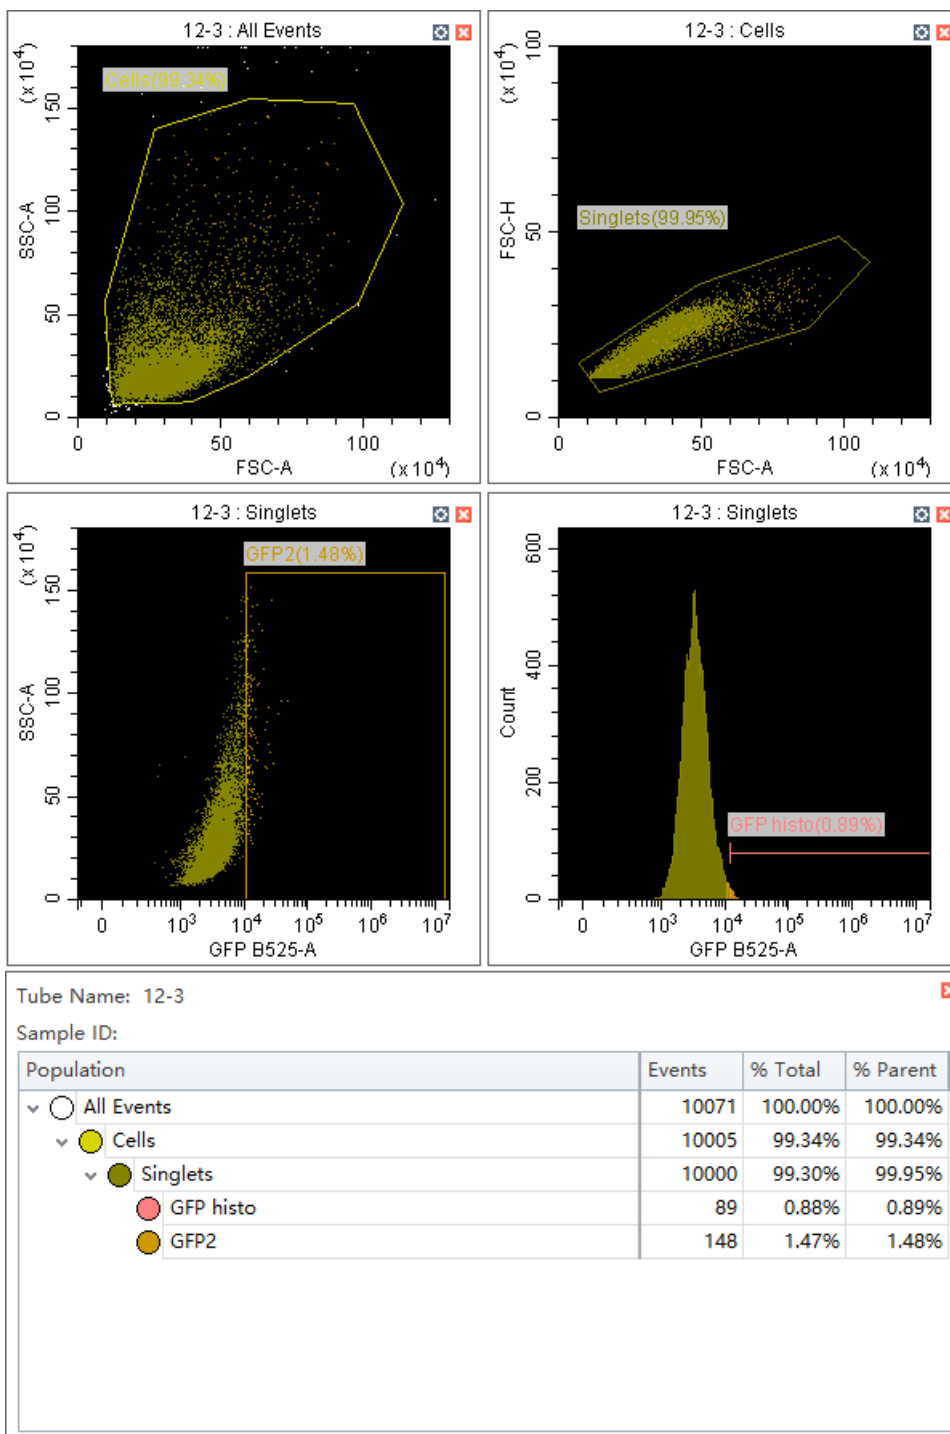 12-3 : All Events
Cells(99.34%)
(x 10⁴)
SSC-A
150
100
50
0
0 50 100
FSC-A (x 10⁴)
12-3 : Cells
Singlets(99.95%)
(x 10⁴)
FSC-H
100
50
0
0 50 100
FSC-A (x 10⁴)
12-3 : Singlets
GFP2(1.48%)
(x 10⁴)
SSC-A
150
100
50
0
0 10³ 10⁴ 10⁵ 10⁶ 10⁷
GFP B525-A
12-3 : Singlets
GFP histo(0.89%)
Count
600
400
200
0
0 10³ 10⁴ 10⁵ 10⁶ 10⁷
GFP B525-A
Tube Name: 12-3
Sample ID:
Population Events % Total % Parent
All Events 10071 100.00% 100.00%
Cells 10005 99.34% 99.34%
Singlets 10000 99.30% 99.95%
GFP histo 89 0.88% 0.89%
GFP2 148 1.47% 1.48%